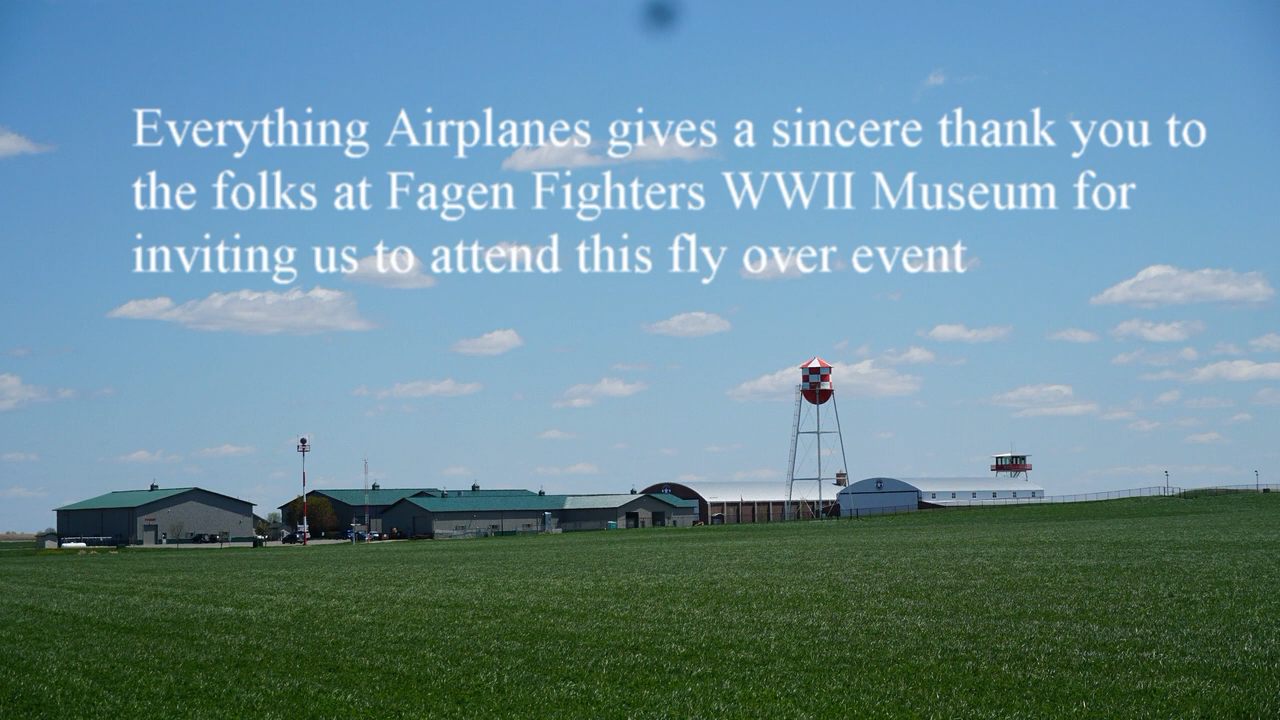 Everything Airplanes gives a sincere thank you to
the folks at Fagen Fighters WWII Museum for
inviting us to attend this fly over event